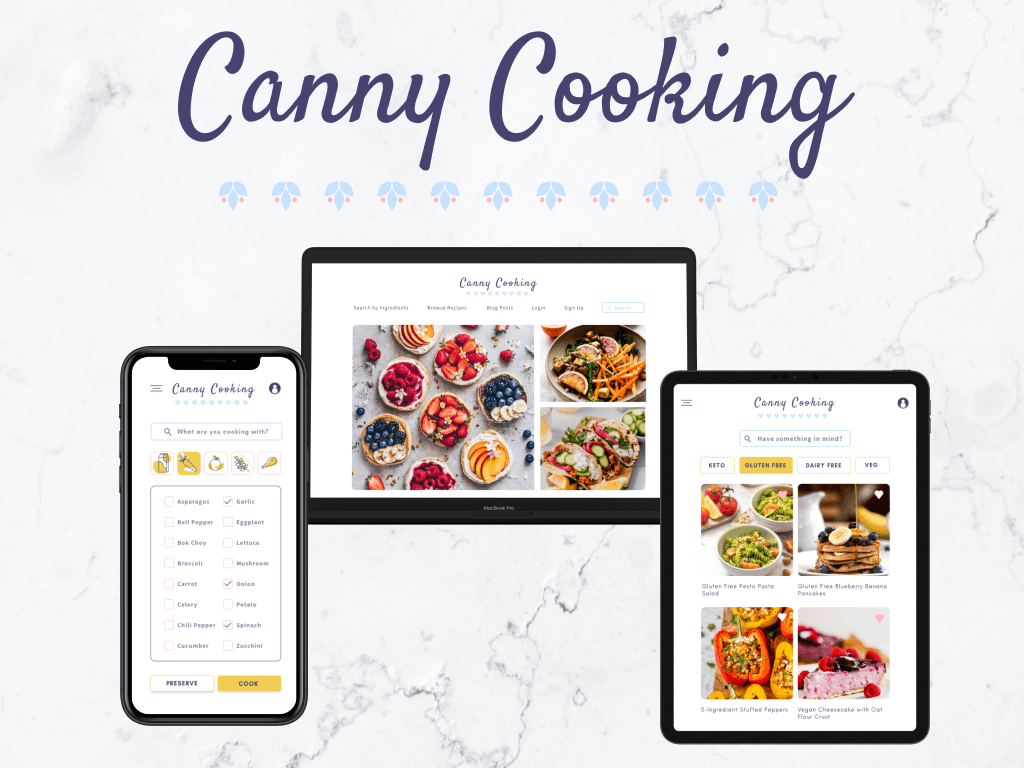 Canny Cooking
Canny Cooking
Search by Ingredients Browse Recipes Blog Posts Login Sign Up Search
MacBook Pro
Canny Cooking
What are you cooking with?
Asparagus Garlic
Bell Pepper Eggplant
Bok Choy Lettuce
Broccoli Mushroom
Carrot Onion
Celery Potato
Chili Pepper Spinach
Cucumber Zucchini
PRESERVE COOK
Canny Cooking
Have something in mind?
KETO GLUTEN FREE DAIRY FREE VEG
Gluten Free Pesto Pasta
Salad
Gluten Free Blueberry Banana
Pancakes
5-Ingredient Stuffed Peppers
Vegan Cheesecake with Oat
Flour Crust